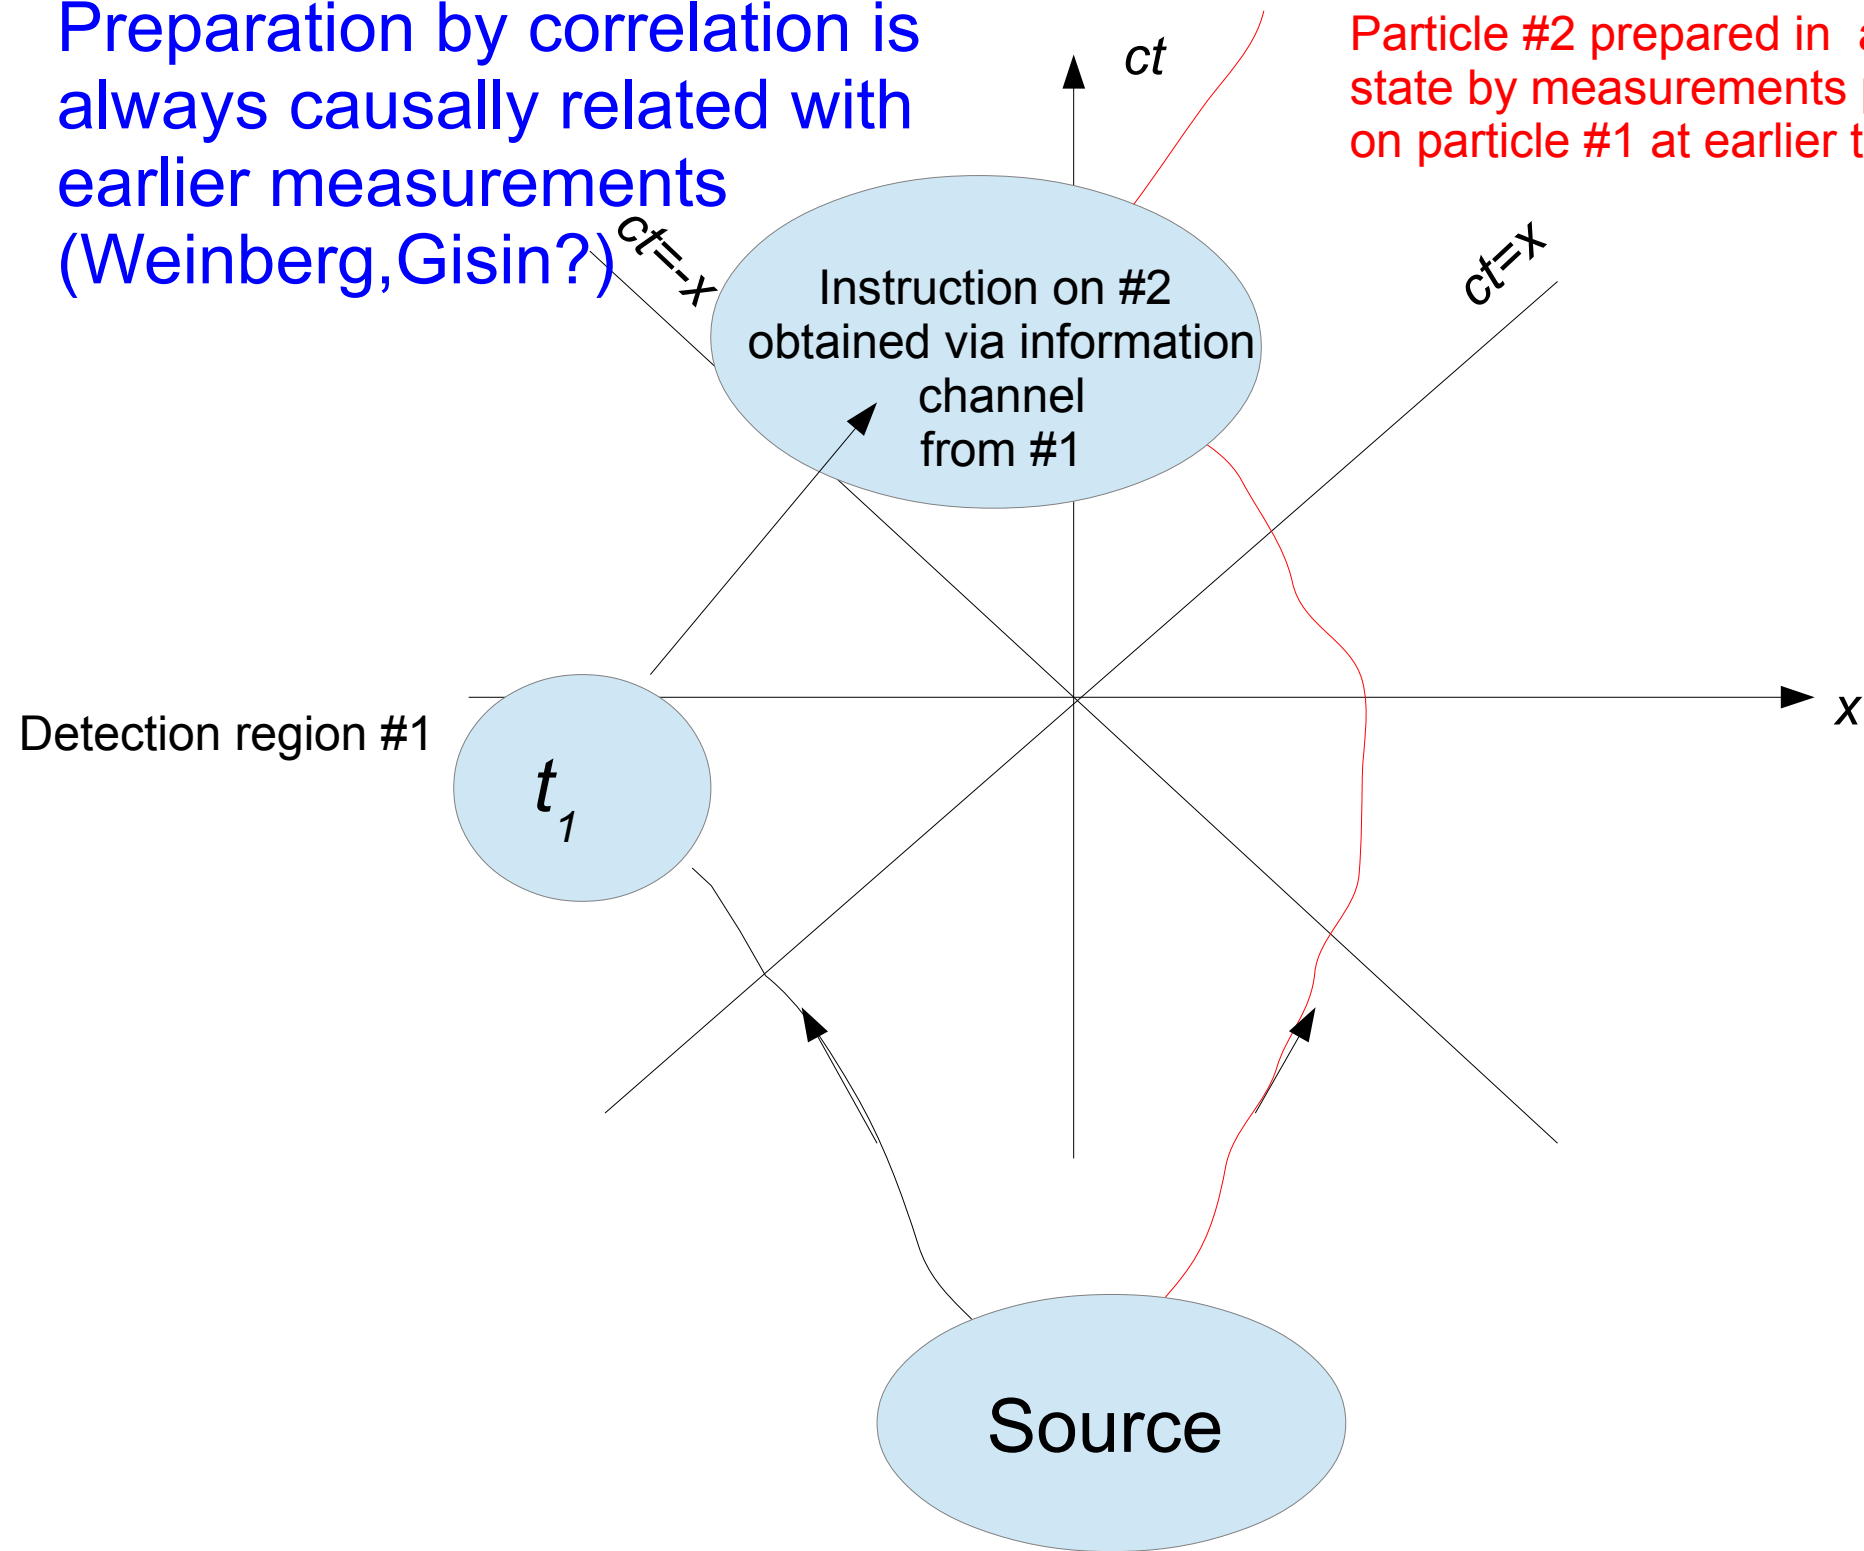 Preparation by correlation is
always causally related with
earlier measurements
(Weinberg,Gisin?)
ct
Particle #2 prepared in
state by measurements
on particle #1 at earlier
ct=-x
ct=x
Instruction on #2
obtained via information
channel
from #1
x
Detection region #1
t1
Source